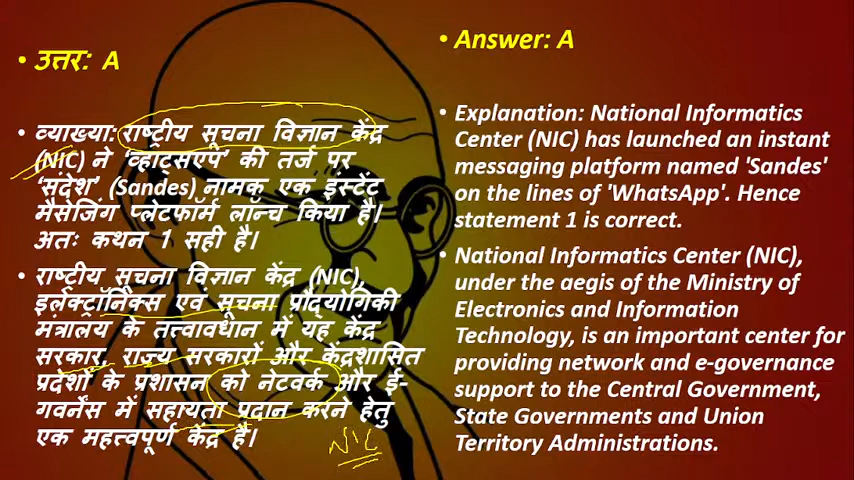 • उत्तर: A
• व्याख्या: राष्ट्रीय सूचना विज्ञान केंद्र
(NIC) ने ‘व्हाट्सएप’ की तर्ज पर
‘संदेश’ (Sandes) नामक एक इंस्टेंट
मैसेजिंग प्लेटफॉर्म लॉन्च किया है।
अतः कथन 1 सही है।
• राष्ट्रीय सूचना विज्ञान केंद्र (NIC),
इलेक्ट्रॉनिक्स एवं सूचना प्रौद्योगिकी
मंत्रालय के तत्त्वावधान में यह केंद्र
सरकार, राज्य सरकारों और केंद्रशासित
प्रदेशों के प्रशासन को नेटवर्क और ई-
गवर्नेंस में सहायता प्रदान करने हेतु
एक महत्त्वपूर्ण केंद्र है।
NIC
• Answer: A
• Explanation: National Informatics
Center (NIC) has launched an instant
messaging platform named 'Sandes'
on the lines of 'WhatsApp'. Hence
statement 1 is correct.
• National Informatics Center (NIC),
under the aegis of the Ministry of
Electronics and Information
Technology, is an important center for
providing network and e-governance
support to the Central Government,
State Governments and Union
Territory Administrations.